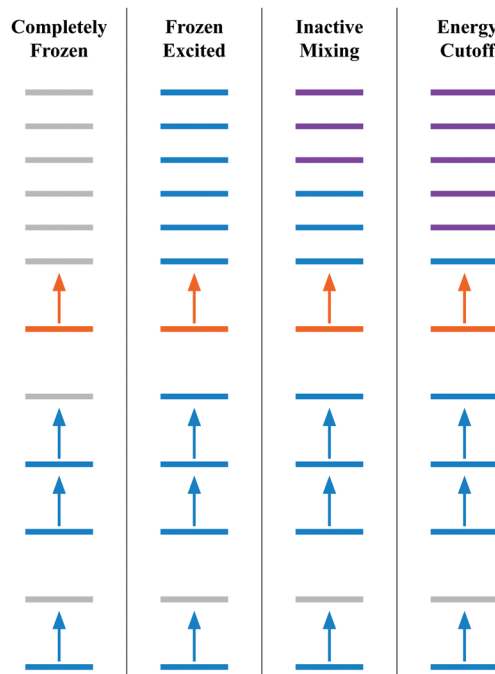 Completely
Frozen
Frozen
Excited
Inactive
Mixing
Energy
Cutoff